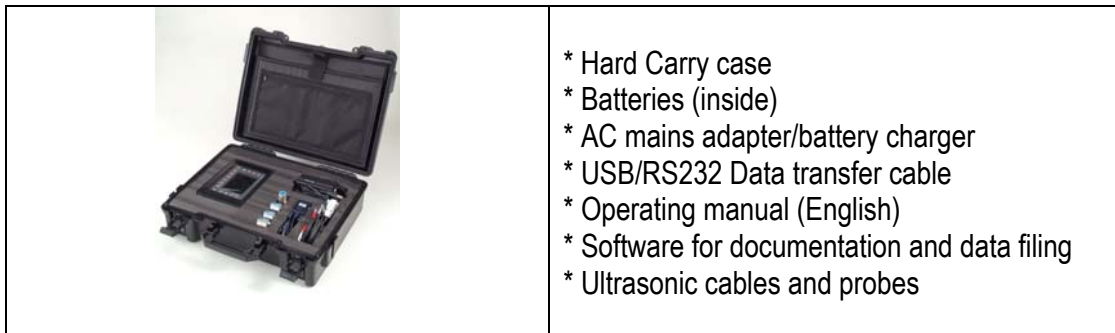 * Hard Carry case
* Batteries (inside)
* AC mains adapter/battery charger
* USB/RS232 Data transfer cable
* Operating manual (English)
* Software for documentation and data filing
* Ultrasonic cables and probes